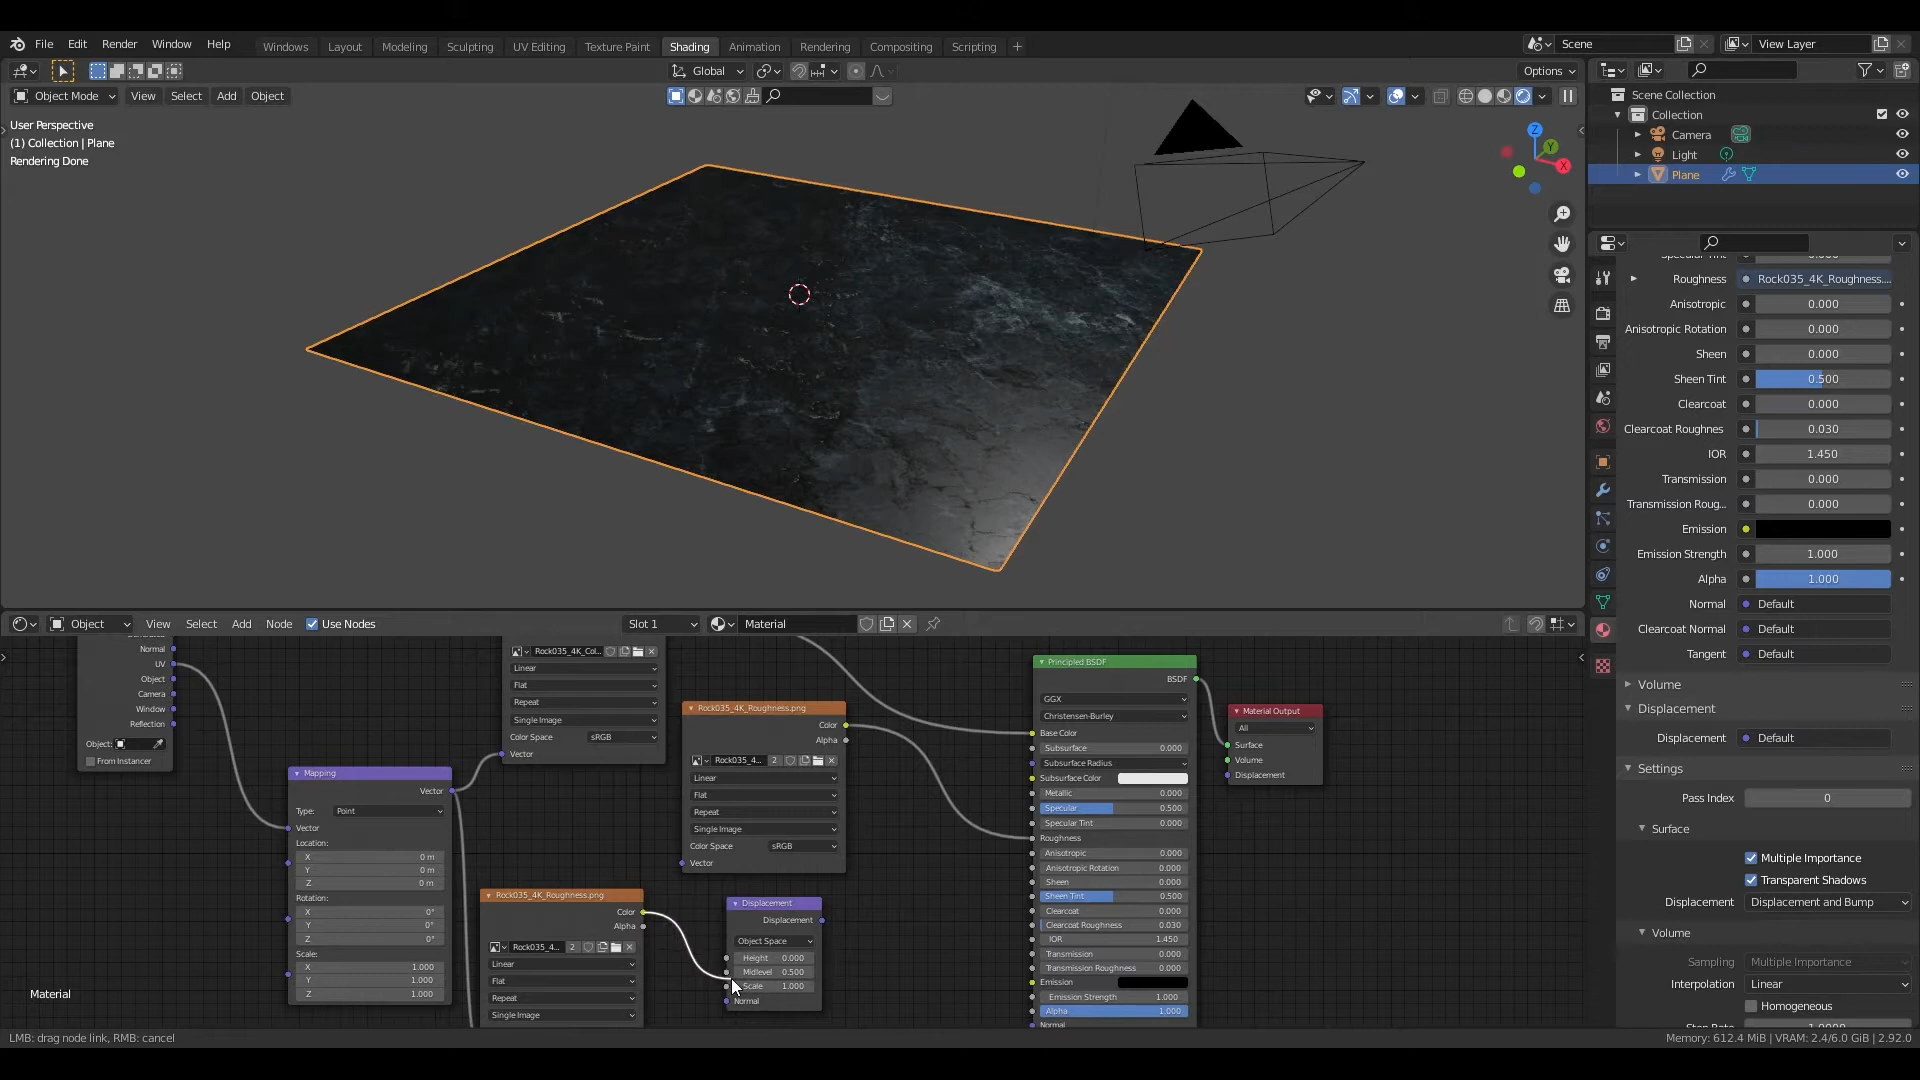 File Edit Render Window Help Windows Layout Modeling Sculpting UV Editing Texture Paint Shading Animation Rendering Compositing Scripting + Scene View Layer
Global Options
Object Mode View Select Add Object
User Perspective
(1) Collection | Plane
Rendering Done
Z
Y
X
Scene Collection
Collection
Camera
Light
Plane
Roughness Rock035_4K_Roughness....
Anisotropic 0.000
Anisotropic Rotation 0.000
Sheen 0.000
Sheen Tint 0.500
Clearcoat 0.000
Clearcoat Roughnes 0.030
IOR 1.450
Transmission 0.000
Transmission Roug... 0.000
Emission
Emission Strength 1.000
Alpha 1.000
Normal Default
Clearcoat Normal Default
Tangent Default
Volume
Displacement
Displacement Default
Settings
Pass Index 0
Surface
Multiple Importance
Transparent Shadows
Displacement Displacement and Bump
Volume
Sampling Multiple Importance
Interpolation Linear
Homogeneous
Object View Select Add Node Use Nodes Slot 1 Material
Normal
UV
Object
Camera
Window
Reflection
Object:
From Instancer
Mapping
Vector
Type: Point
Vector
Location:
X 0 m
Y 0 m
Z 0 m
Rotation:
X 0°
Y 0°
Z 0°
Scale:
X 1.000
Y 1.000
Z 1.000
Rock035_4K_Col...
Linear
Flat
Repeat
Single Image
Color Space sRGB
Vector
Rock035_4K_Roughness.png
Color
Alpha
Rock035_4... 2
Linear
Flat
Repeat
Single Image
Color Space sRGB
Vector
Rock035_4K_Roughness.png
Color
Alpha
Rock035_4... 2
Linear
Flat
Repeat
Single Image
Displacement
Displacement
Object Space
Height 0.000
Midlevel 0.500
Scale 1.000
Normal
Principled BSDF
BSDF
GGX
Christensen-Burley
Base Color
Subsurface 0.000
Subsurface Radius
Subsurface Color
Metallic 0.000
Specular 0.500
Specular Tint 0.000
Roughness
Anisotropic 0.000
Anisotropic Rotation 0.000
Sheen 0.000
Sheen Tint 0.500
Clearcoat 0.000
Clearcoat Roughness 0.030
IOR 1.450
Transmission 0.000
Transmission Roughness 0.000
Emission
Emission Strength 1.000
Alpha 1.000
Normal
Material Output
All
Surface
Volume
Displacement
Material
LMB: drag node link, RMB: cancel
Memory: 612.4 MiB | VRAM: 2.4/6.0 GiB | 2.92.0